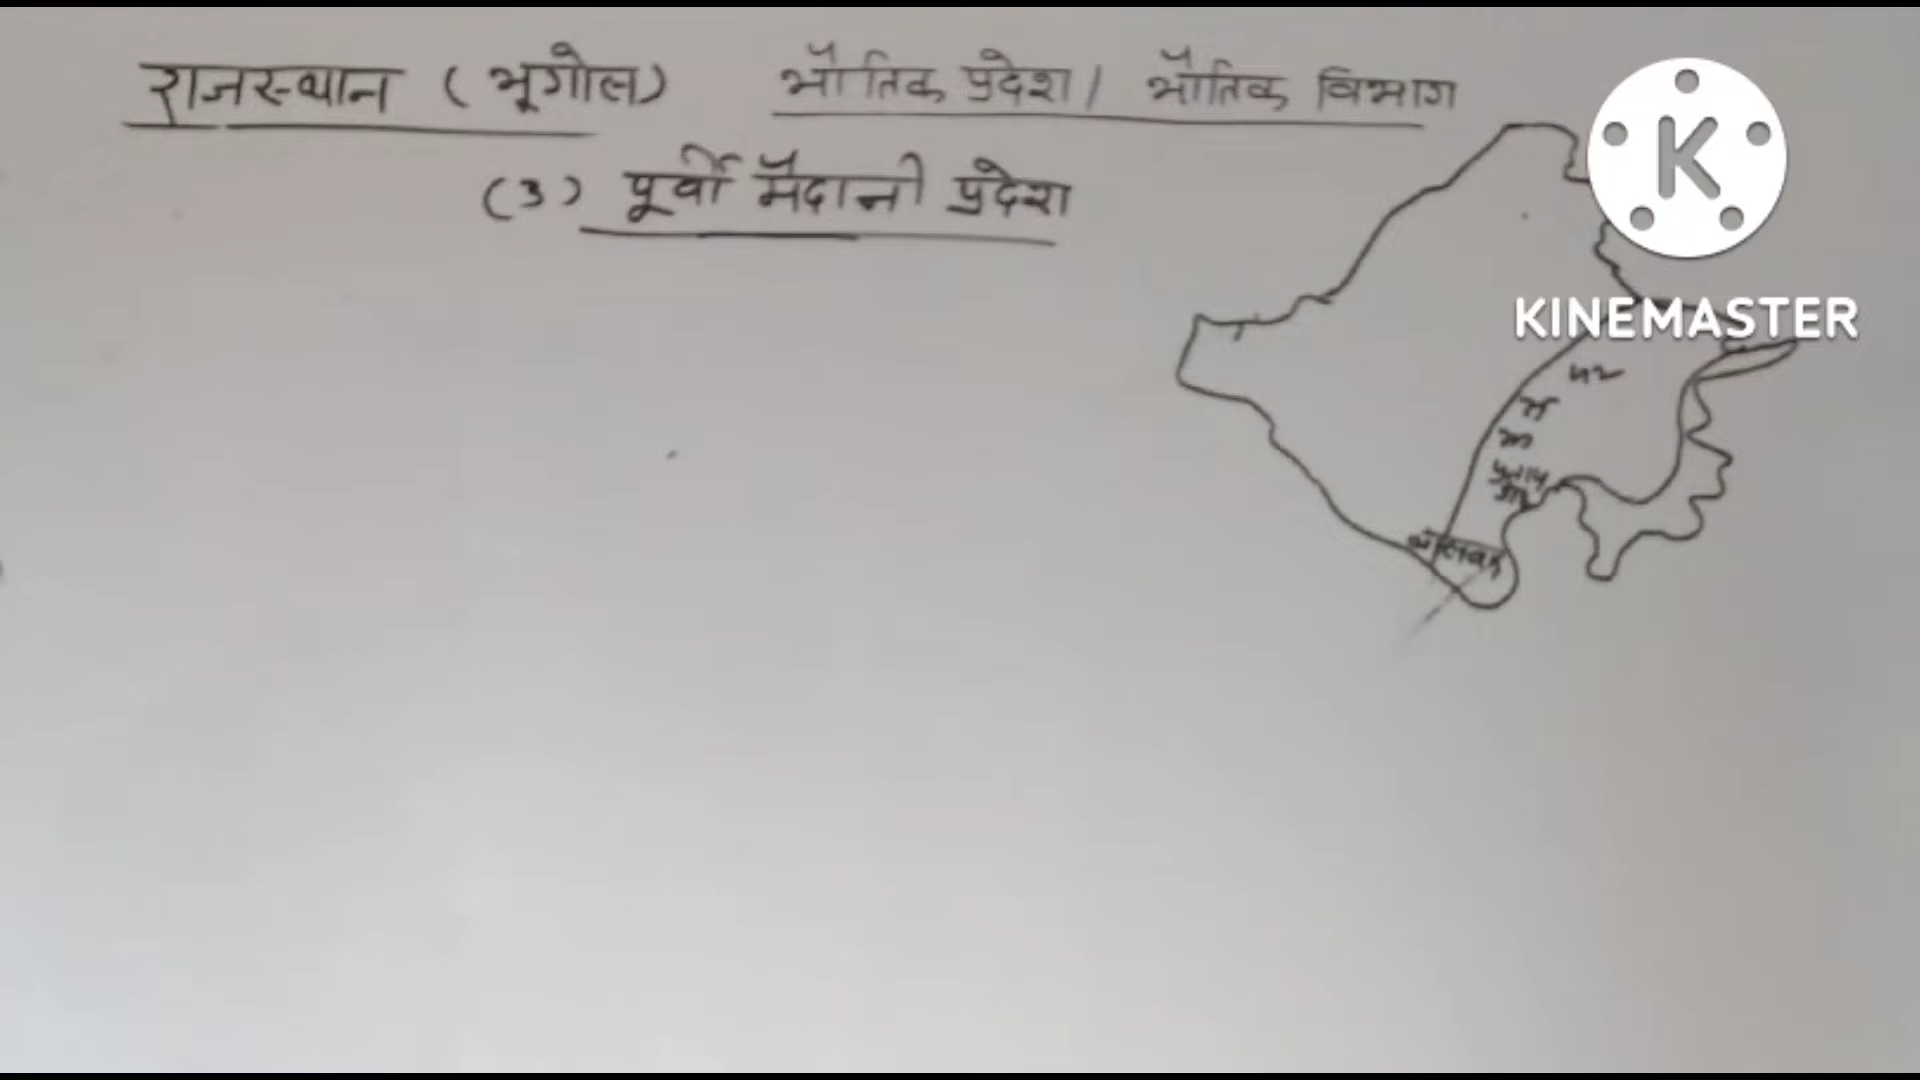 राजस्थान (भूगोल) भौतिक प्रदेश / भौतिक विभाग
(3) पूर्वी मैदानी प्रदेश
K
KINEMASTER